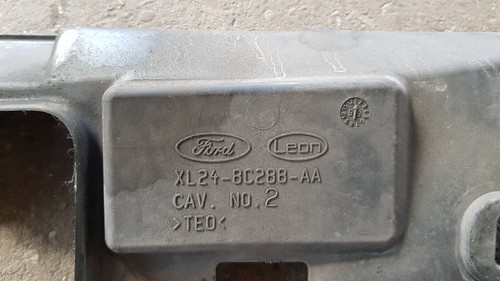 Ford Leon
XL24-8C288-AA
CAV. NO. 2
>TEO<